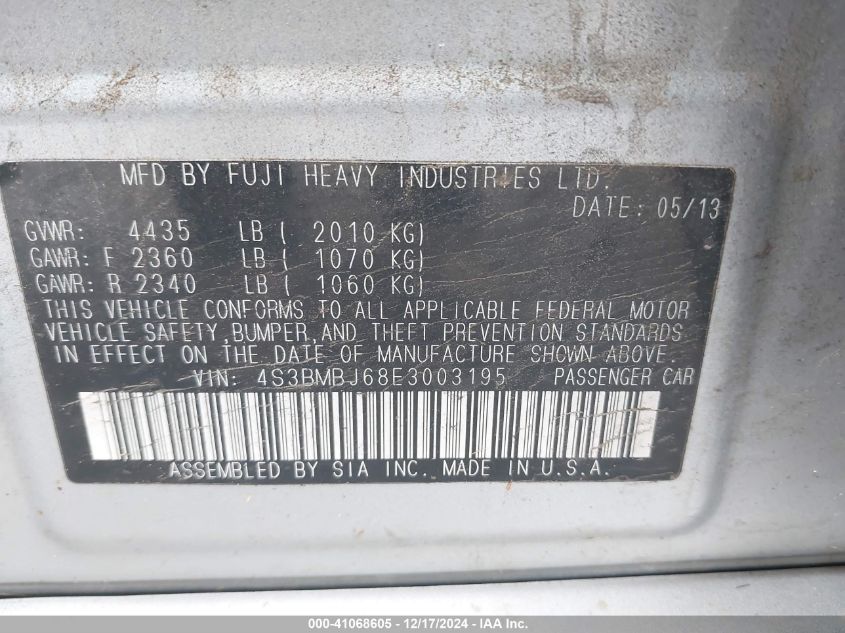 MFD BY FUJI HEAVY INDUSTRIES LTD.
DATE: 05/13
GVWR: 4435 LB ( 2010 KG)
GAWR: F 2360 LB ( 1070 KG)
GAWR: R 2340 LB ( 1060 KG)
THIS VEHICLE CONFORMS TO ALL APPLICABLE FEDERAL MOTOR
VEHICLE SAFETY, BUMPER, AND THEFT PREVENTION STANDARDS
IN EFFECT ON THE DATE OF MANUFACTURE SHOWN ABOVE.
VIN: 4S3BMBJ68E3003195 PASSENGER CAR
ASSEMBLED BY SIA INC. MADE IN U.S.A.
000-41068605 - 12/17/2024 - IAAI.COM